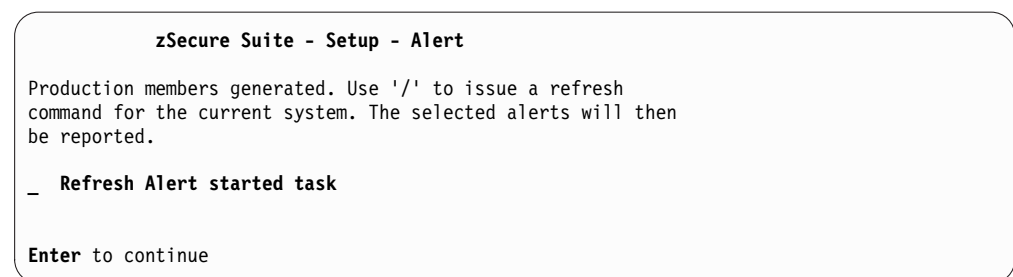 zSecure Suite - Setup - Alert
Production members generated. Use '/' to issue a refresh
command for the current system. The selected alerts will then
be reported.
_ Refresh Alert started task
Enter to continue